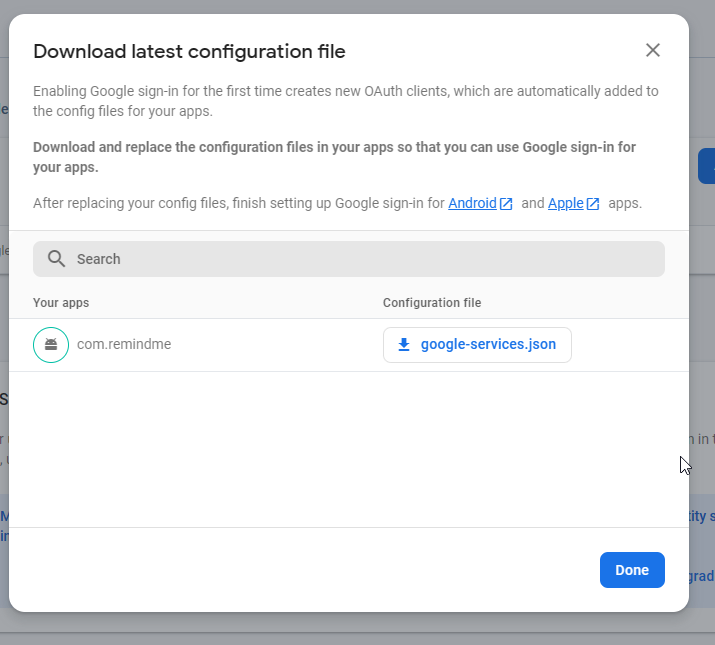 Download latest configuration file
Enabling Google sign-in for the first time creates new OAuth clients, which are automatically added to
the config files for your apps.
Download and replace the configuration files in your apps so that you can use Google sign-in for
your apps.
After replacing your config files, finish setting up Google sign-in for Android and Apple apps.
Search
Your apps
Configuration file
com.remindme
google-services.json
Done